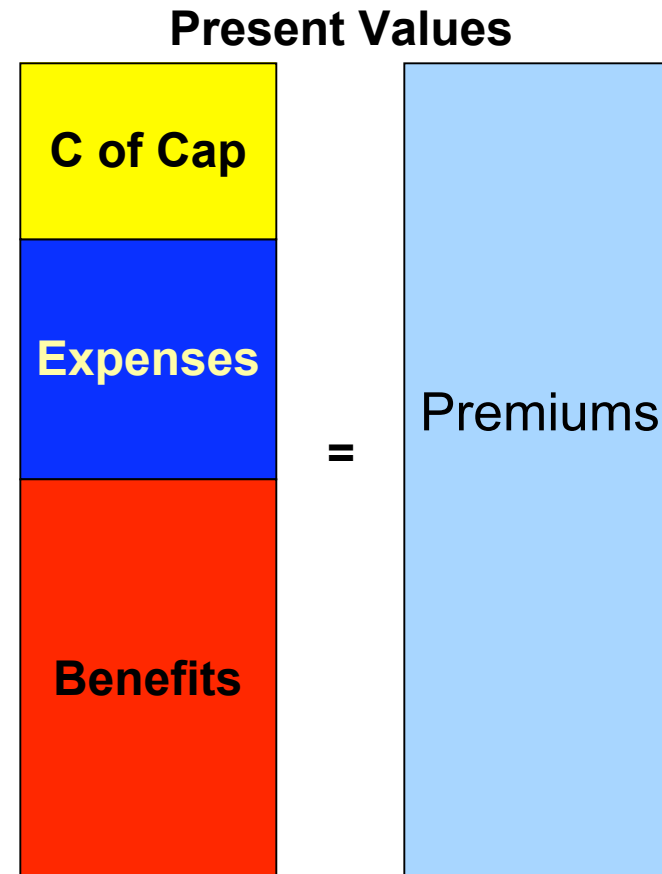 Present Values
C of Cap
Expenses
Premiums
=
Benefits